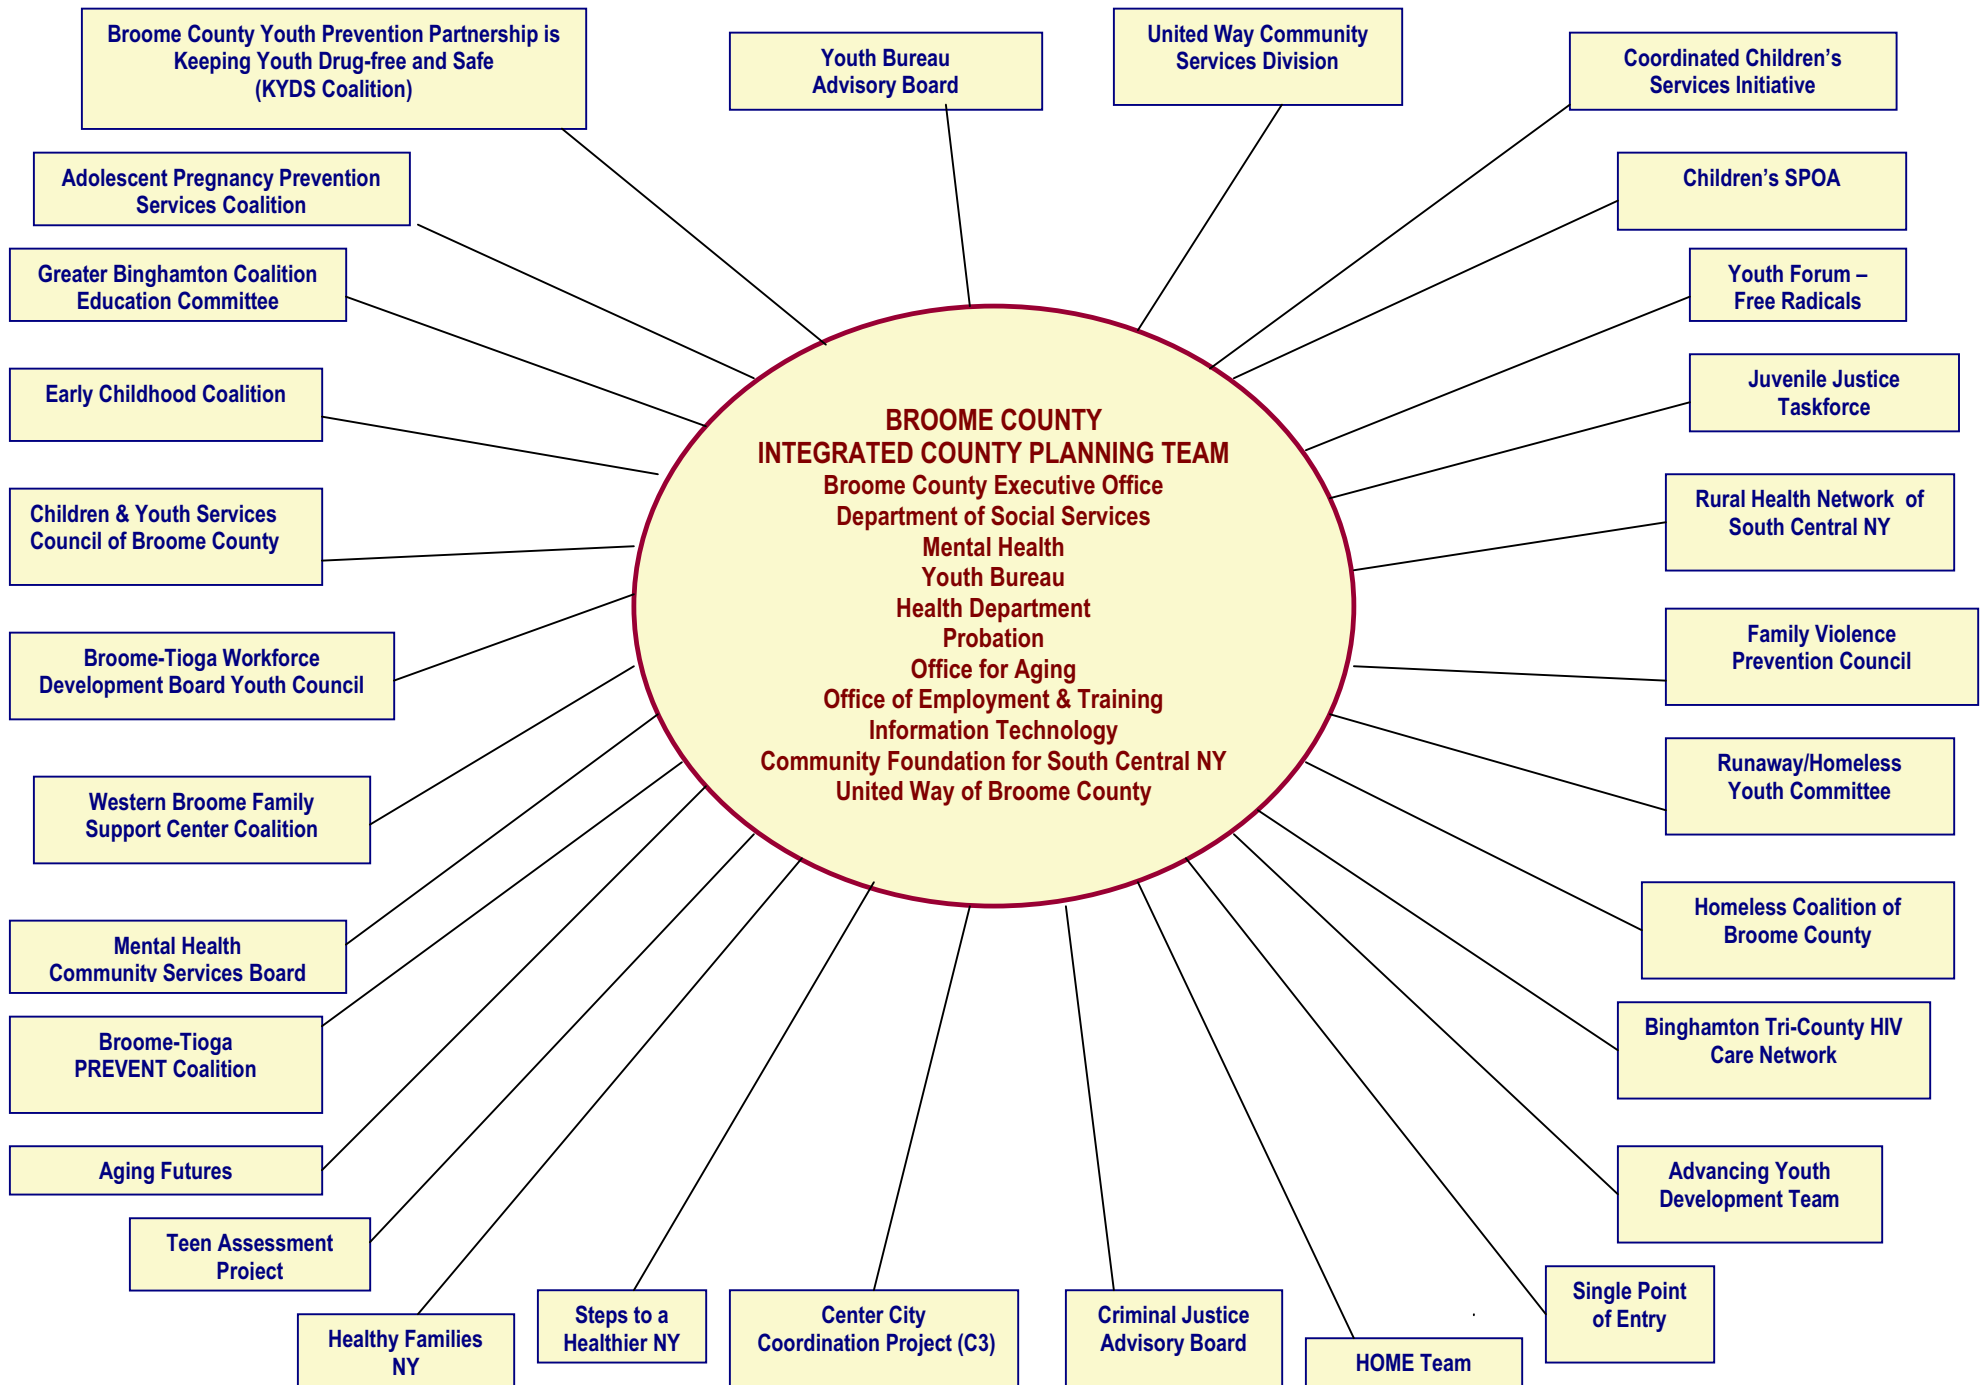 Broome County Youth Prevention Partnership is
Keeping Youth Drug-free and Safe
(KYDS Coalition)
Youth Bureau
Advisory Board
United Way Community
Services Division
Coordinated Children's
Services Initiative
Adolescent Pregnancy Prevention
Services Coalition
Children's SPOA
Greater Binghamton Coalition
Education Committee
Youth Forum –
Free Radicals
Early Childhood Coalition
Juvenile Justice
Taskforce
Children & Youth Services
Council of Broome County
Rural Health Network of
South Central NY
BROOME COUNTY
INTEGRATED COUNTY PLANNING TEAM
Broome County Executive Office
Department of Social Services
Mental Health
Youth Bureau
Health Department
Probation
Office for Aging
Office of Employment & Training
Information Technology
Community Foundation for South Central NY
United Way of Broome County
Broome-Tioga Workforce
Development Board Youth Council
Family Violence
Prevention Council
Western Broome Family
Support Center Coalition
Runaway/Homeless
Youth Committee
Mental Health
Community Services Board
Homeless Coalition of
Broome County
Broome-Tioga
PREVENT Coalition
Binghamton Tri-County HIV
Care Network
Aging Futures
Advancing Youth
Development Team
Teen Assessment
Project
Healthy Families
NY
Steps to a
Healthier NY
Center City
Coordination Project (C3)
Criminal Justice
Advisory Board
HOME Team
Single Point
of Entry